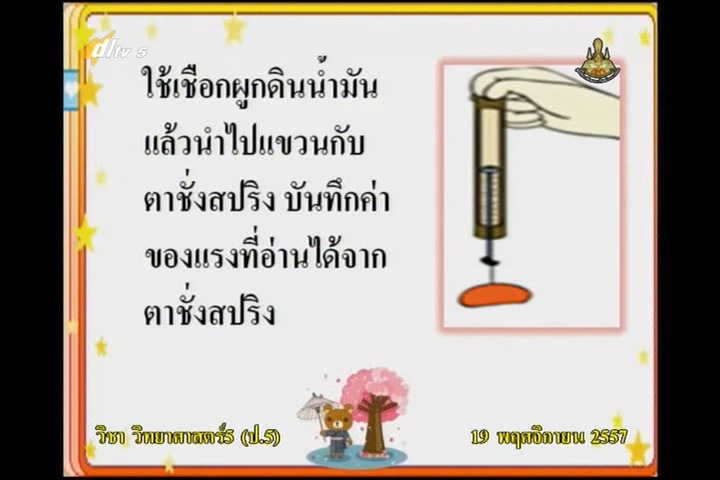 dltv 5
ใช้เชือกผูกดินน้ำมัน
แล้วนำไปแขวนกับ
ตาชั่งสปริง บันทึกค่า
ของแรงที่อ่านได้จาก
ตาชั่งสปริง
วิชา วิทยาศาสตร์5 (ป.5)
19 พฤศจิกายน 2557